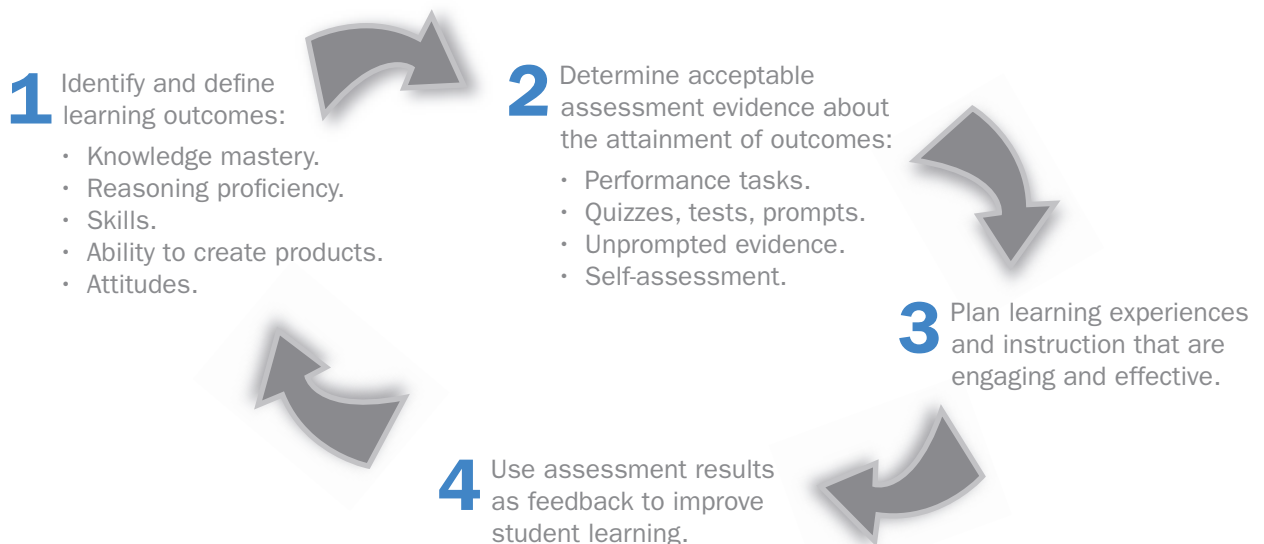 1 Identify and define
learning outcomes:
· Knowledge mastery.
· Reasoning proficiency.
· Skills.
· Ability to create products.
· Attitudes.
2 Determine acceptable
assessment evidence about
the attainment of outcomes:
· Performance tasks.
· Quizzes, tests, prompts.
· Unprompted evidence.
· Self-assessment.
3 Plan learning experiences
and instruction that are
engaging and effective.
4 Use assessment results
as feedback to improve
student learning.